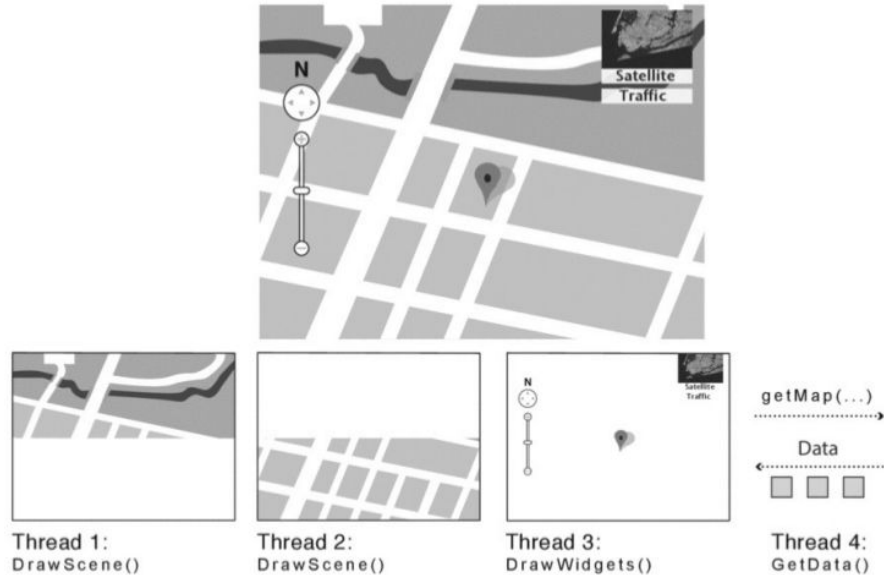 N
Satellite
Traffic
N
Satellite
Traffic
getMap(...)
Data
Thread 1:
DrawScene()
Thread 2:
DrawScene()
Thread 3:
DrawWidgets()
Thread 4:
GetData()